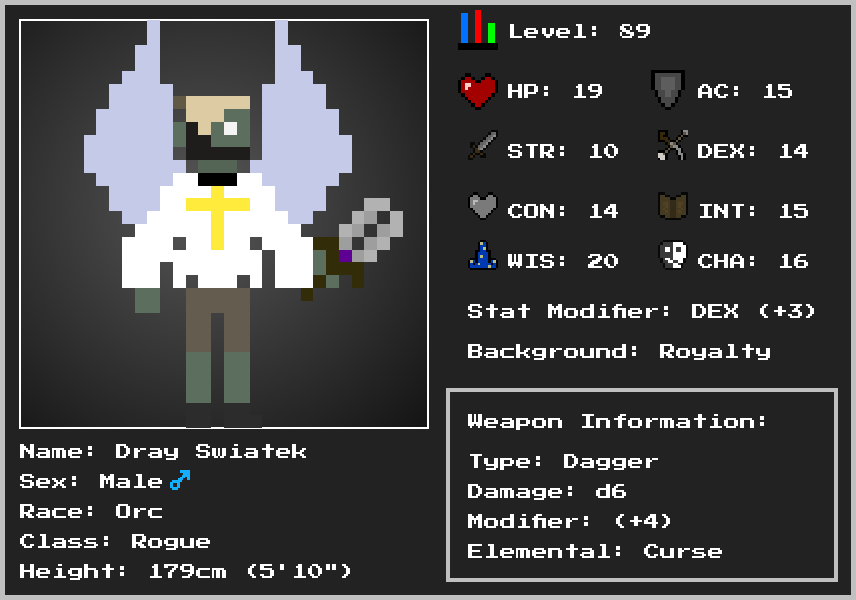 Level: 89
HP: 19
AC: 15
STR: 10
DEX: 14
CON: 14
INT: 15
WIS: 20
CHA: 16
Stat Modifier: DEX (+3)
Background: Royalty
Weapon Information:
Type: Dagger
Damage: d6
Modifier: (+4)
Elemental: Curse
Name: Dray Swiatek
Sex: Male♂
Race: Orc
Class: Rogue
Height: 179cm (5'10")